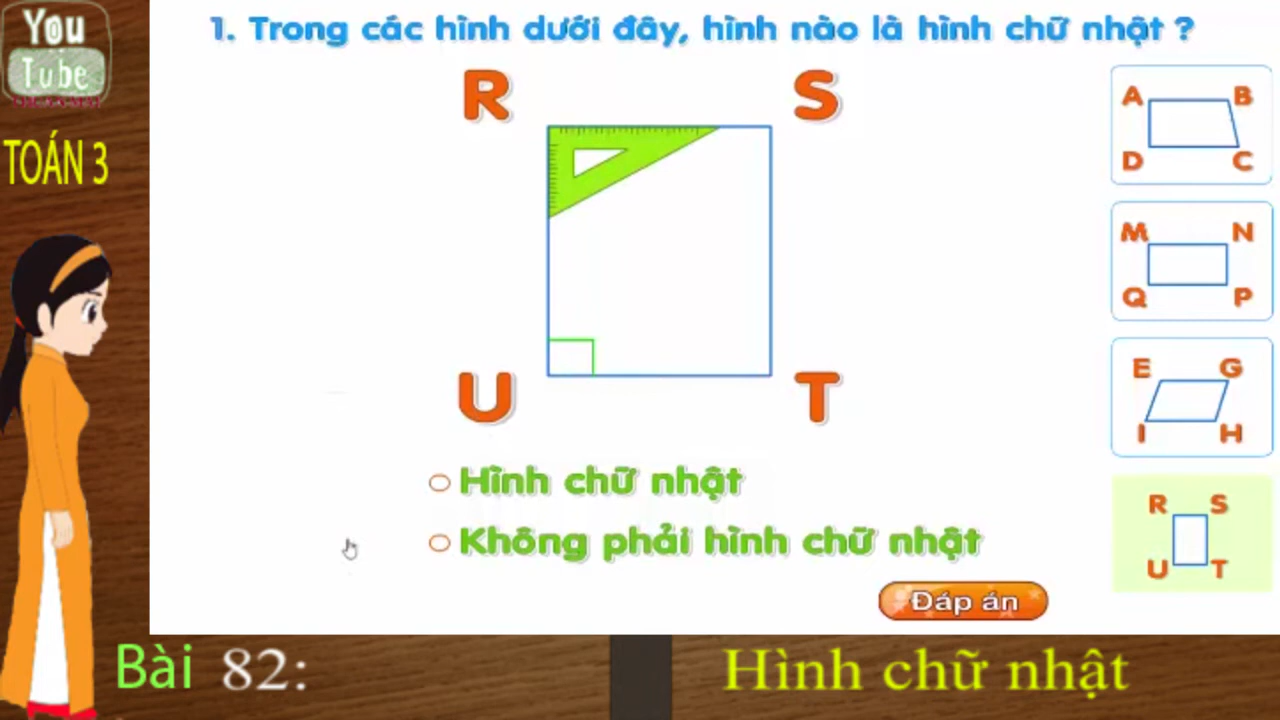 You
Tube
TOÁN 3
1. Trong các hình dưới đây, hình nào là hình chữ nhật ?
R S
U T
Hình chữ nhật
Không phải hình chữ nhật
Đáp án
A B
D C
M N
Q P
E G
I H
R S
U T
Bài 82:
Hình chữ nhật